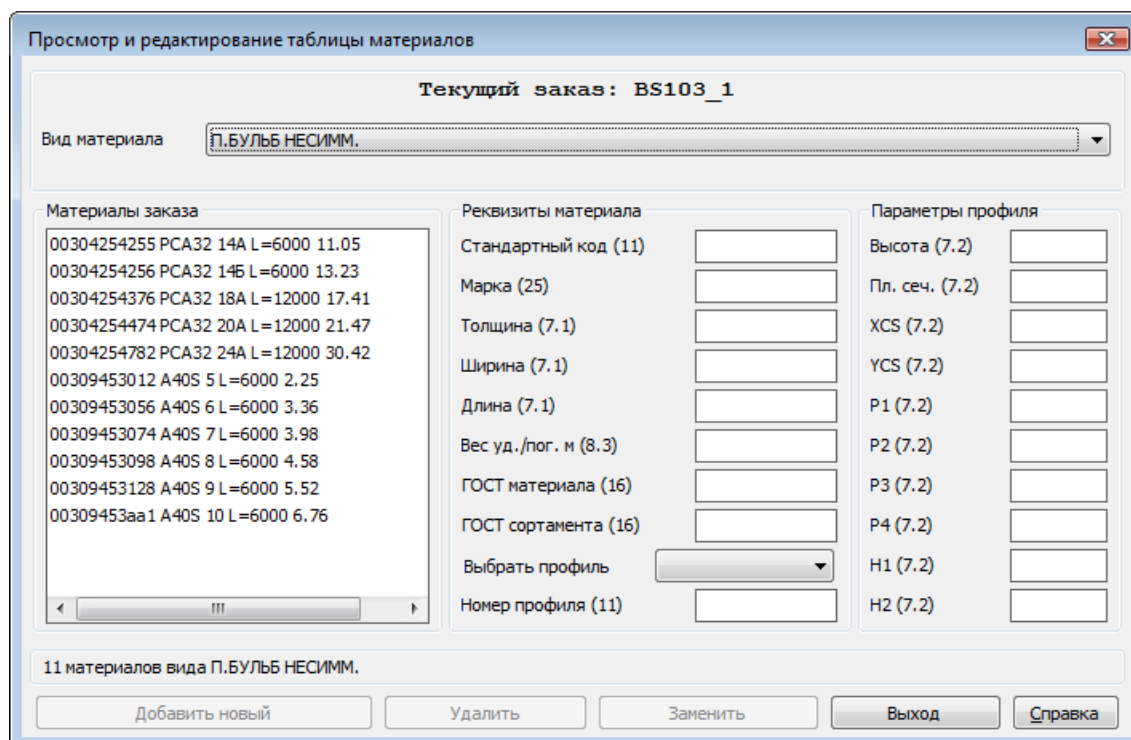 Просмотр и редактирование таблицы материалов
Текущий заказ: BS103_1
Вид материала
П.БУЛЬБ НЕСИММ.
Материалы заказа
00304254255 PCA32 14А L=6000 11.05
00304254256 PCA32 14Б L=6000 13.23
00304254376 PCA32 18А L=12000 17.41
00304254474 PCA32 20А L=12000 21.47
00304254782 PCA32 24А L=12000 30.42
00309453012 A40S 5 L=6000 2.25
00309453056 A40S 6 L=6000 3.36
00309453074 A40S 7 L=6000 3.98
00309453098 A40S 8 L=6000 4.58
00309453128 A40S 9 L=6000 5.52
00309453aa1 A40S 10 L=6000 6.76
Реквизиты материала
Стандартный код (11)
Марка (25)
Толщина (7.1)
Ширина (7.1)
Длина (7.1)
Вес уд./пог. м (8.3)
ГОСТ материала (16)
ГОСТ сортамента (16)
Выбрать профиль
Номер профиля (11)
Параметры профиля
Высота (7.2)
Пл. сеч. (7.2)
XCS (7.2)
YCS (7.2)
P1 (7.2)
P2 (7.2)
P3 (7.2)
P4 (7.2)
H1 (7.2)
H2 (7.2)
11 материалов вида П.БУЛЬБ НЕСИММ.
Добавить новый
Удалить
Заменить
Выход
Справка